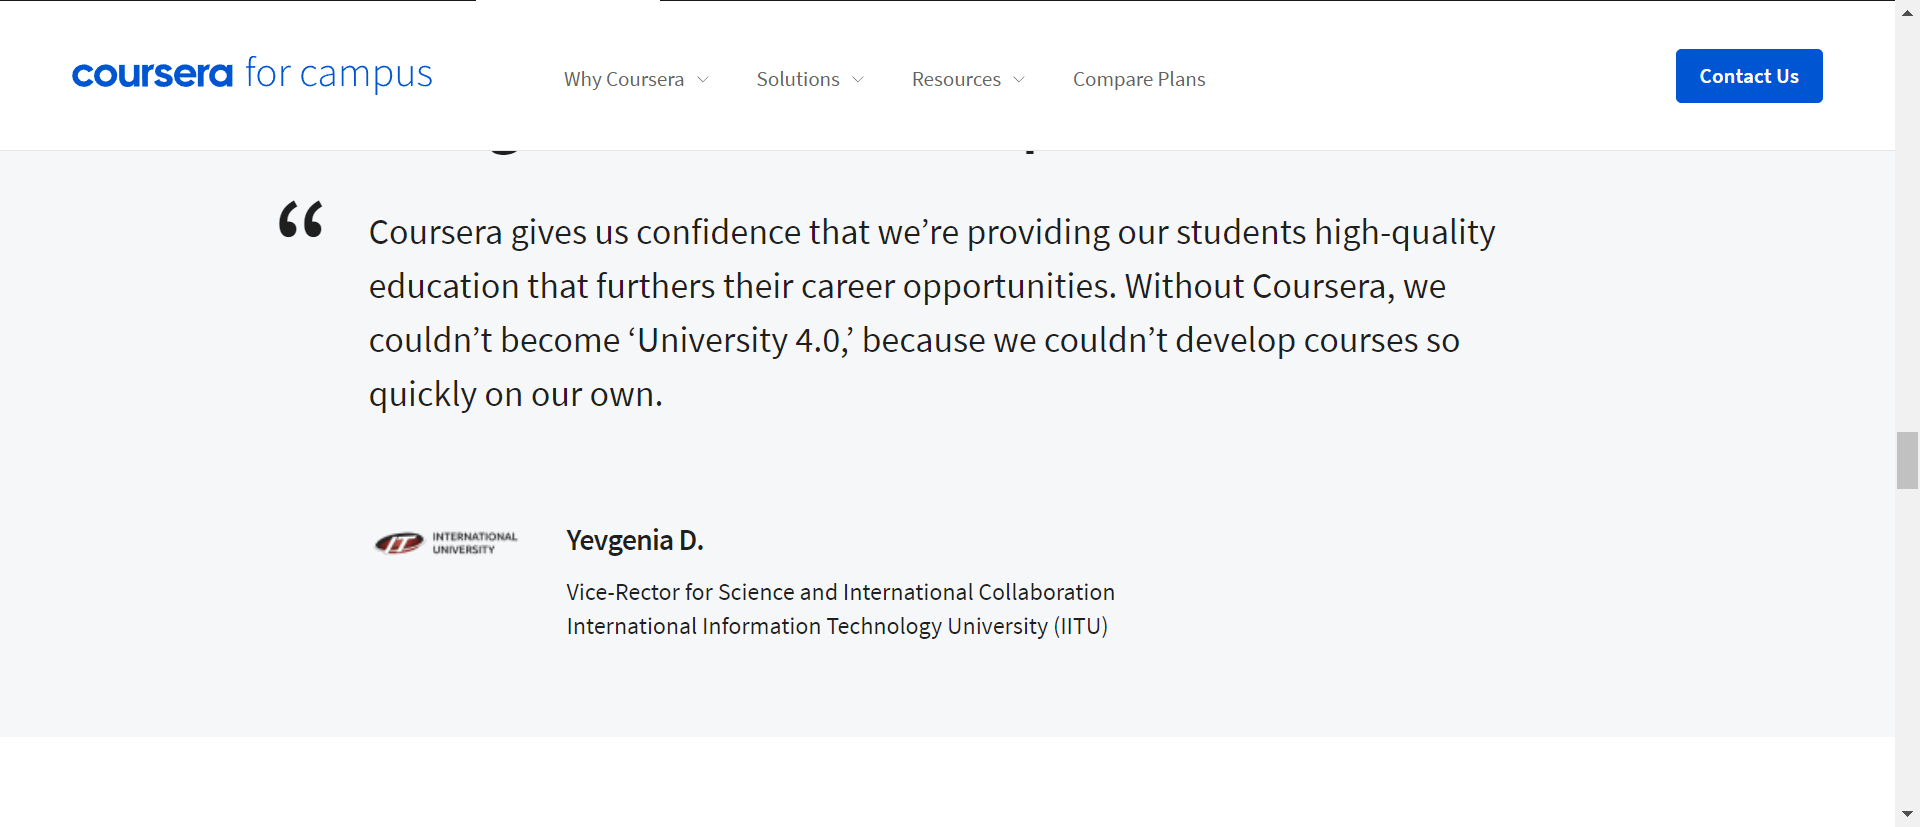 coursera for campus
Why Coursera
Solutions
Resources
Compare Plans
Contact Us
“
Coursera gives us confidence that we’re providing our students high-quality
education that furthers their career opportunities. Without Coursera, we
couldn’t become ‘University 4.0,’ because we couldn’t develop courses so
quickly on our own.
IT INTERNATIONAL
UNIVERSITY
Yevgenia D.
Vice-Rector for Science and International Collaboration
International Information Technology University (IITU)